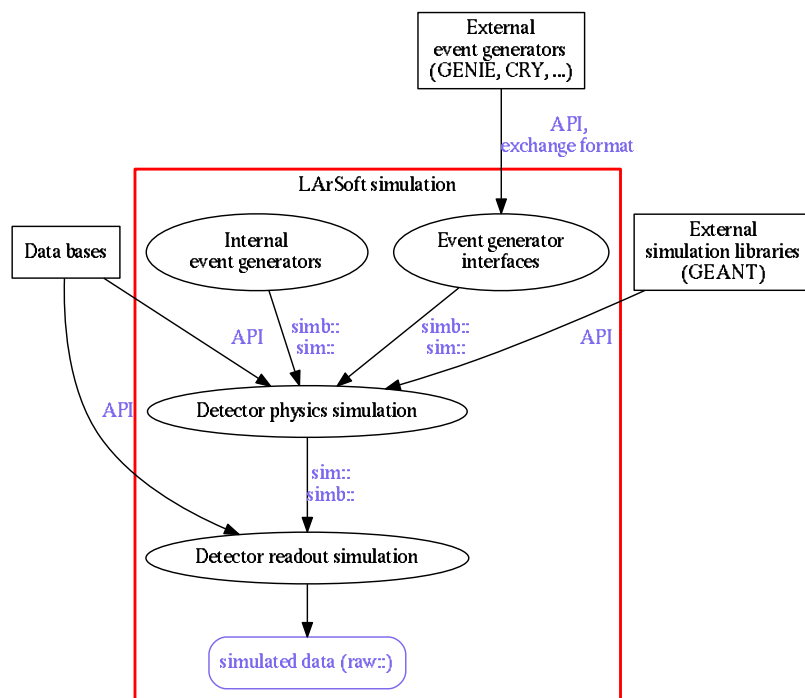 External
event generators
(GENIE, CRY, ...)
API,
exchange format
LArSoft simulation
Data bases
Internal
event generators
Event generator
interfaces
External
simulation libraries
(GEANT)
API
simb::
sim::
simb::
sim::
API
Detector physics simulation
API
sim::
simb::
Detector readout simulation
simulated data (raw::)